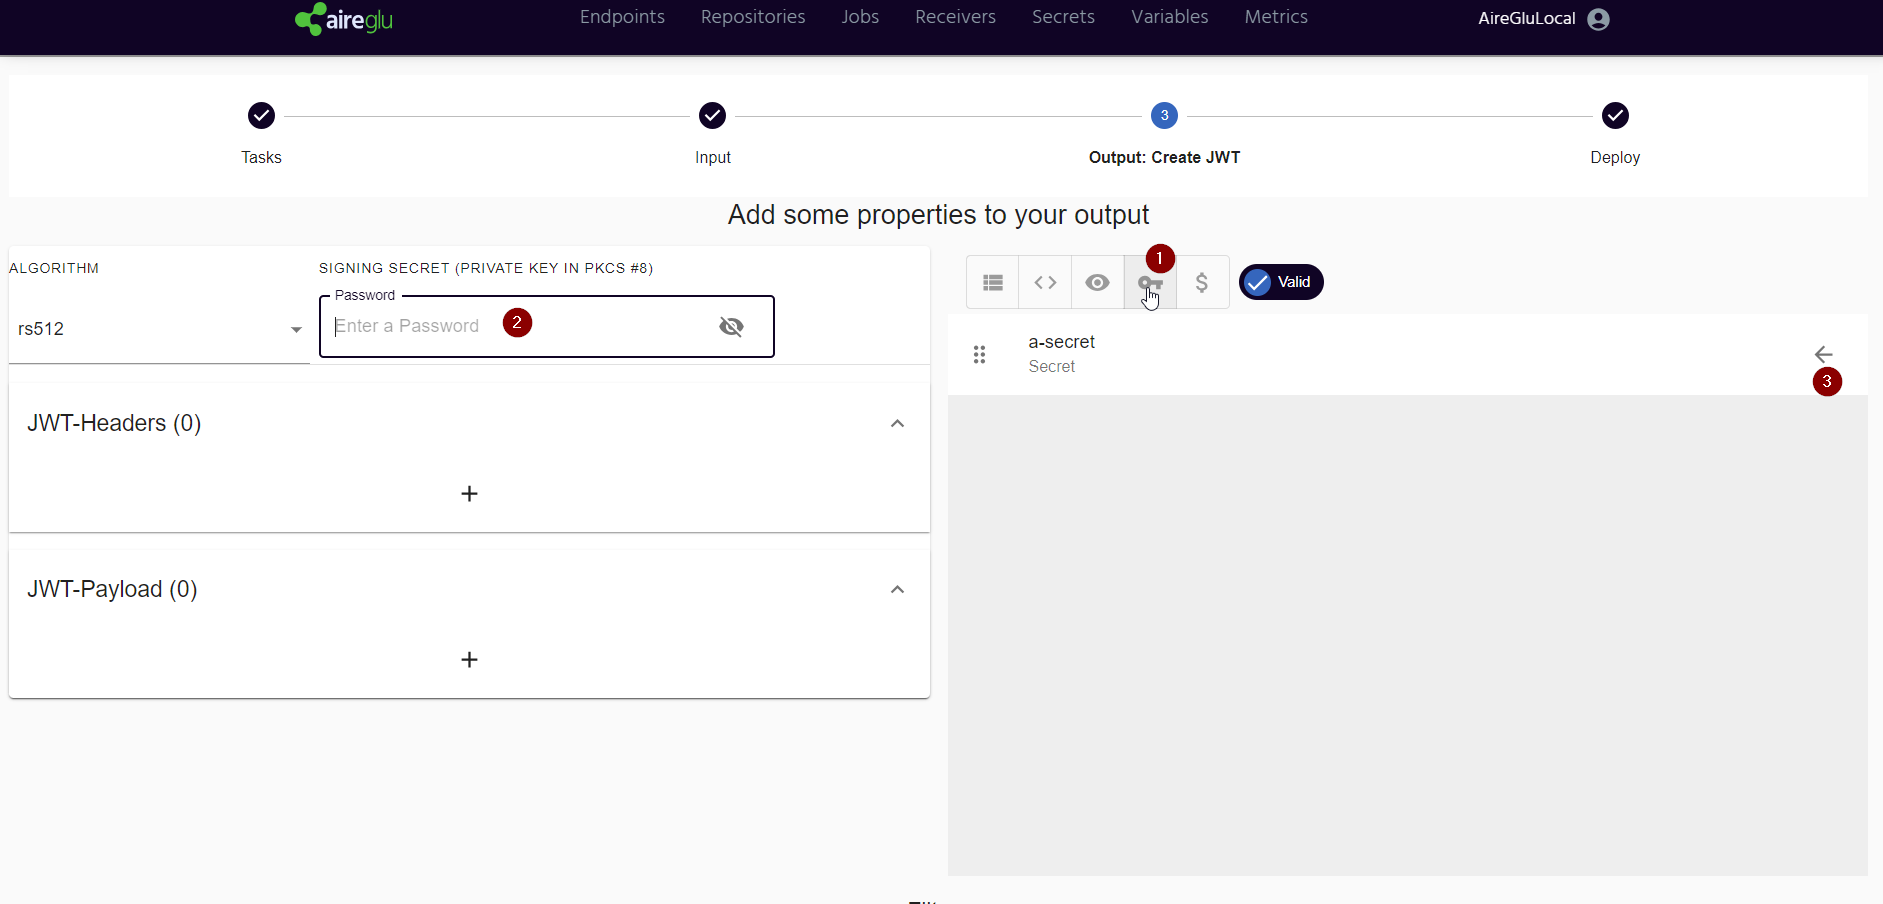 aireglu
Endpoints Repositories Jobs Receivers Secrets Variables Metrics
AireGluLocal
3
Tasks Input Output: Create JWT Deploy
Add some properties to your output
ALGORITHM
SIGNING SECRET (PRIVATE KEY IN PKCS #8)
rs512
Password
Enter a Password
2
1
$
Valid
a-secret
Secret
3
JWT-Headers (0)
+
JWT-Payload (0)
+